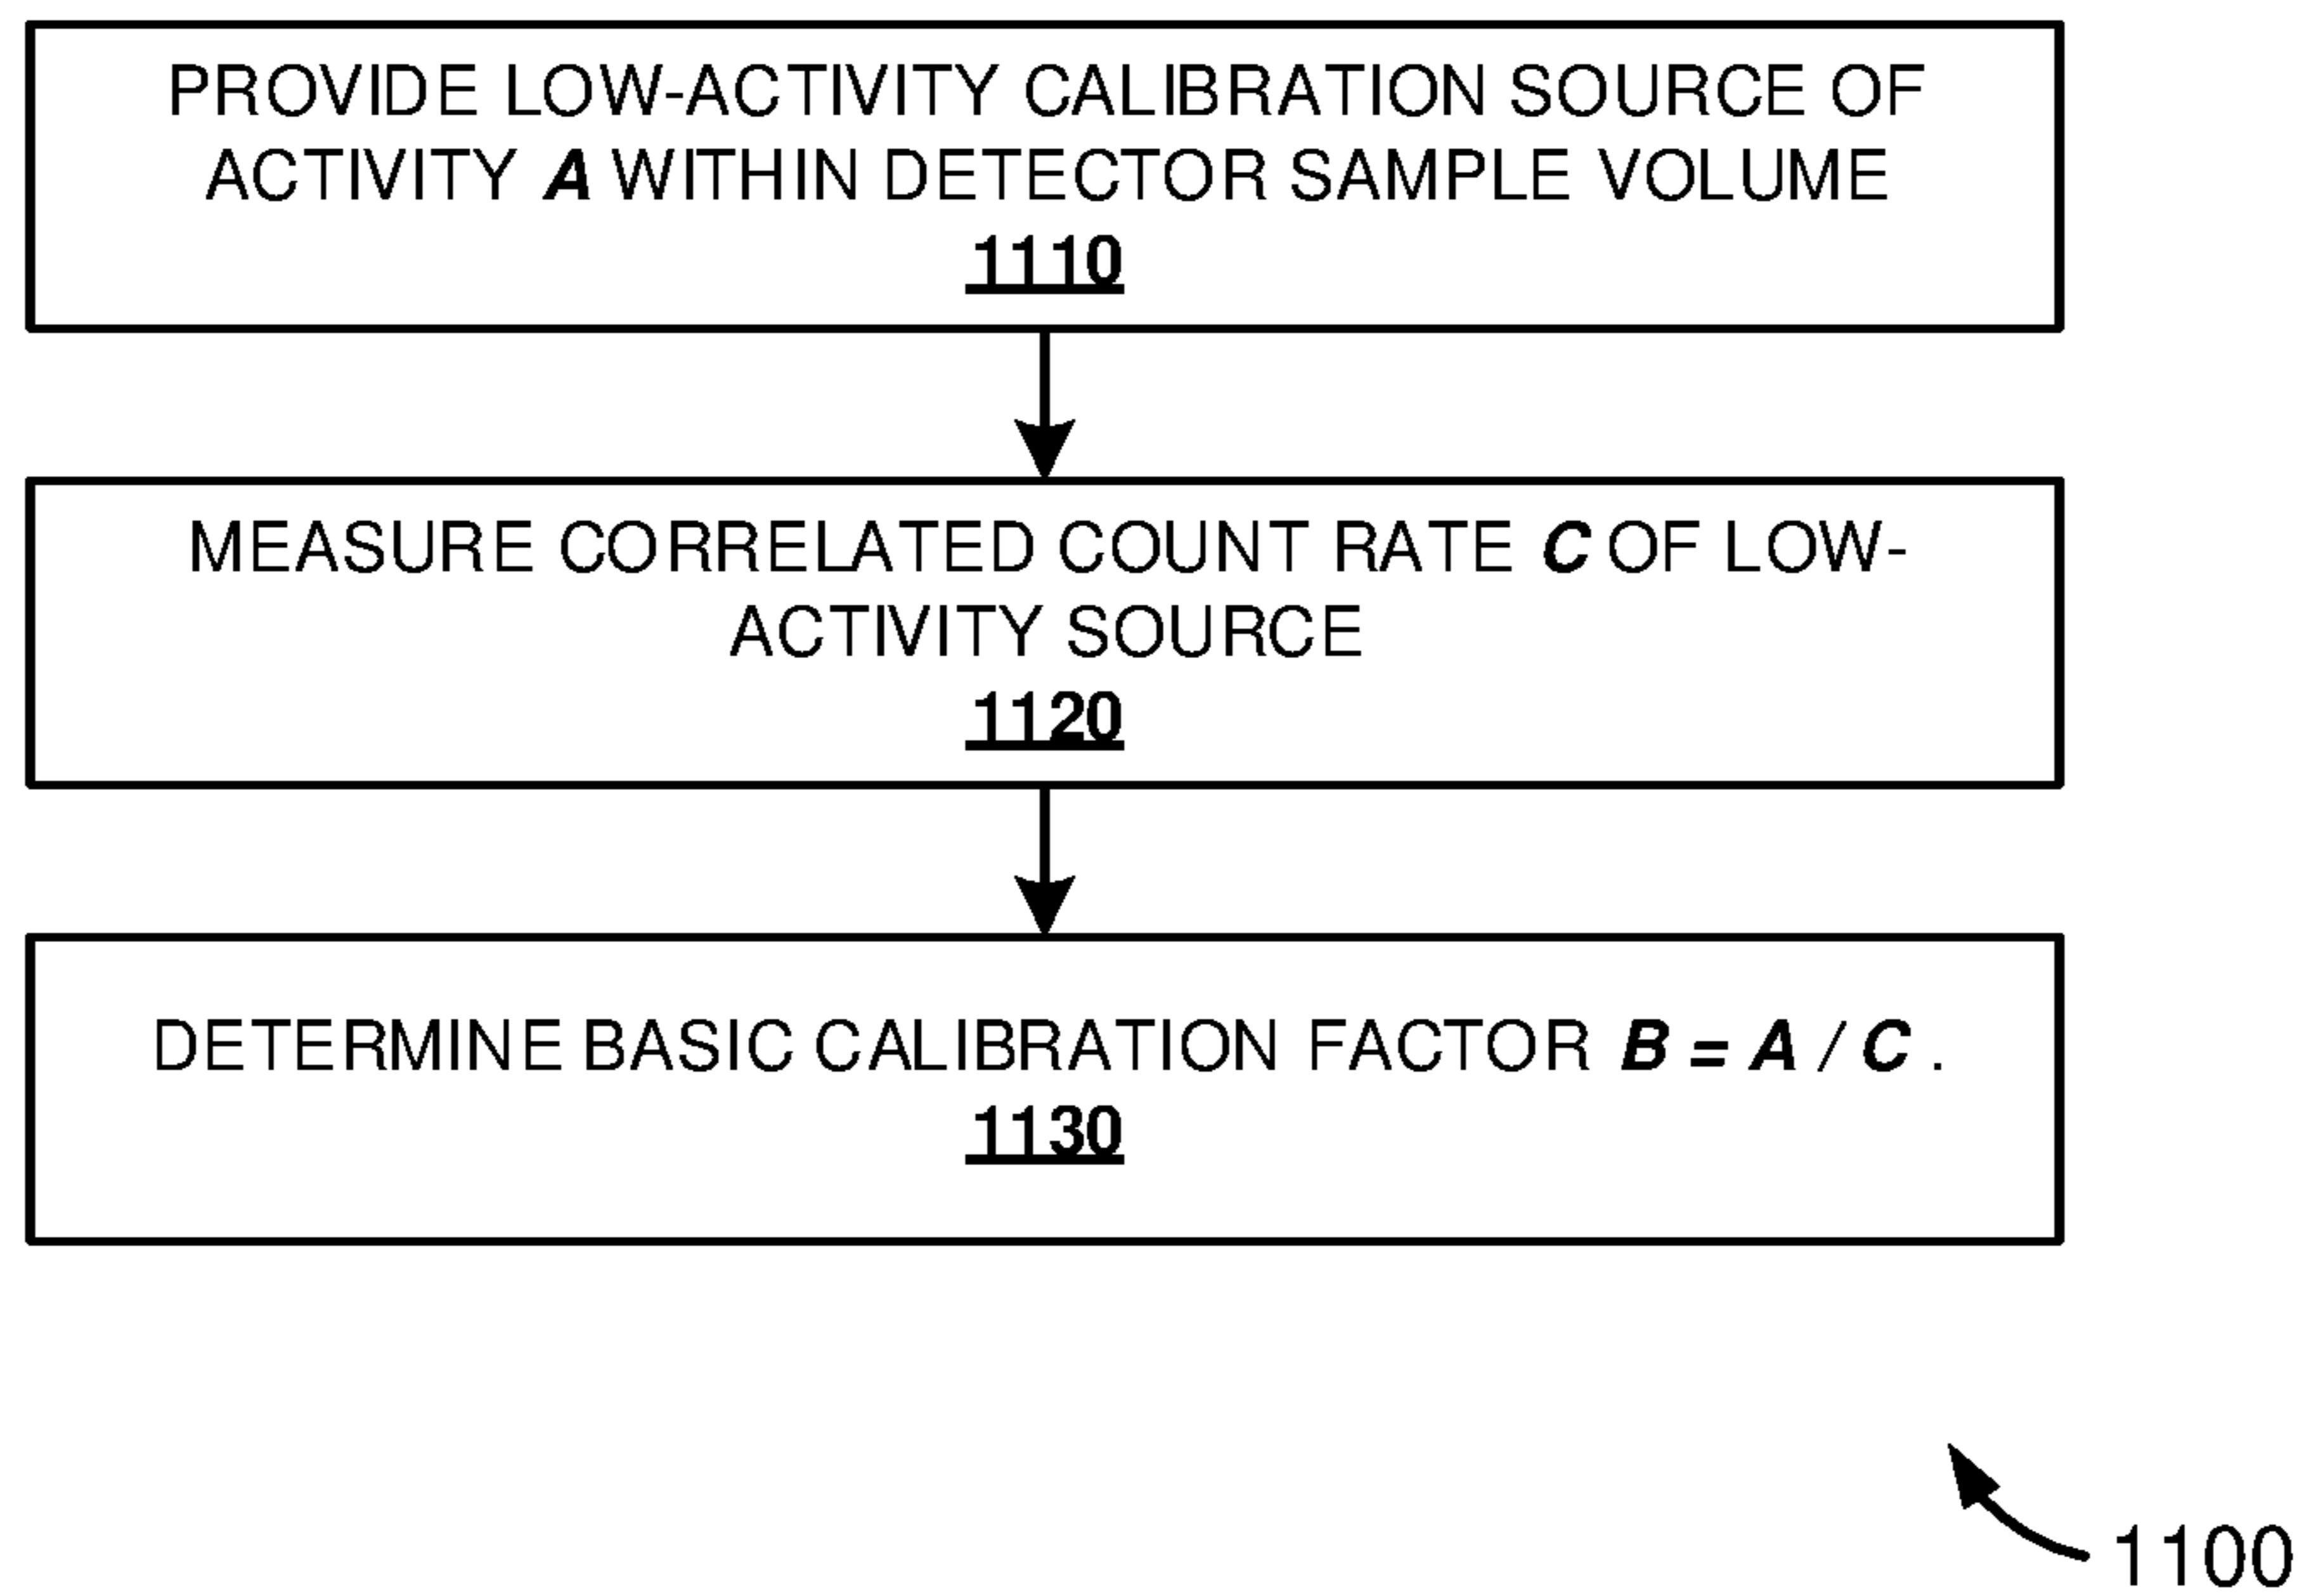 PROVIDE LOW-ACTIVITY CALIBRATION SOURCE OF
ACTIVITY A WITHIN DETECTOR SAMPLE VOLUME
1110
MEASURE CORRELATED COUNT RATE C OF LOW-
ACTIVITY SOURCE
1120
DETERMINE BASIC CALIBRATION FACTOR B = A / C .
1130
1100